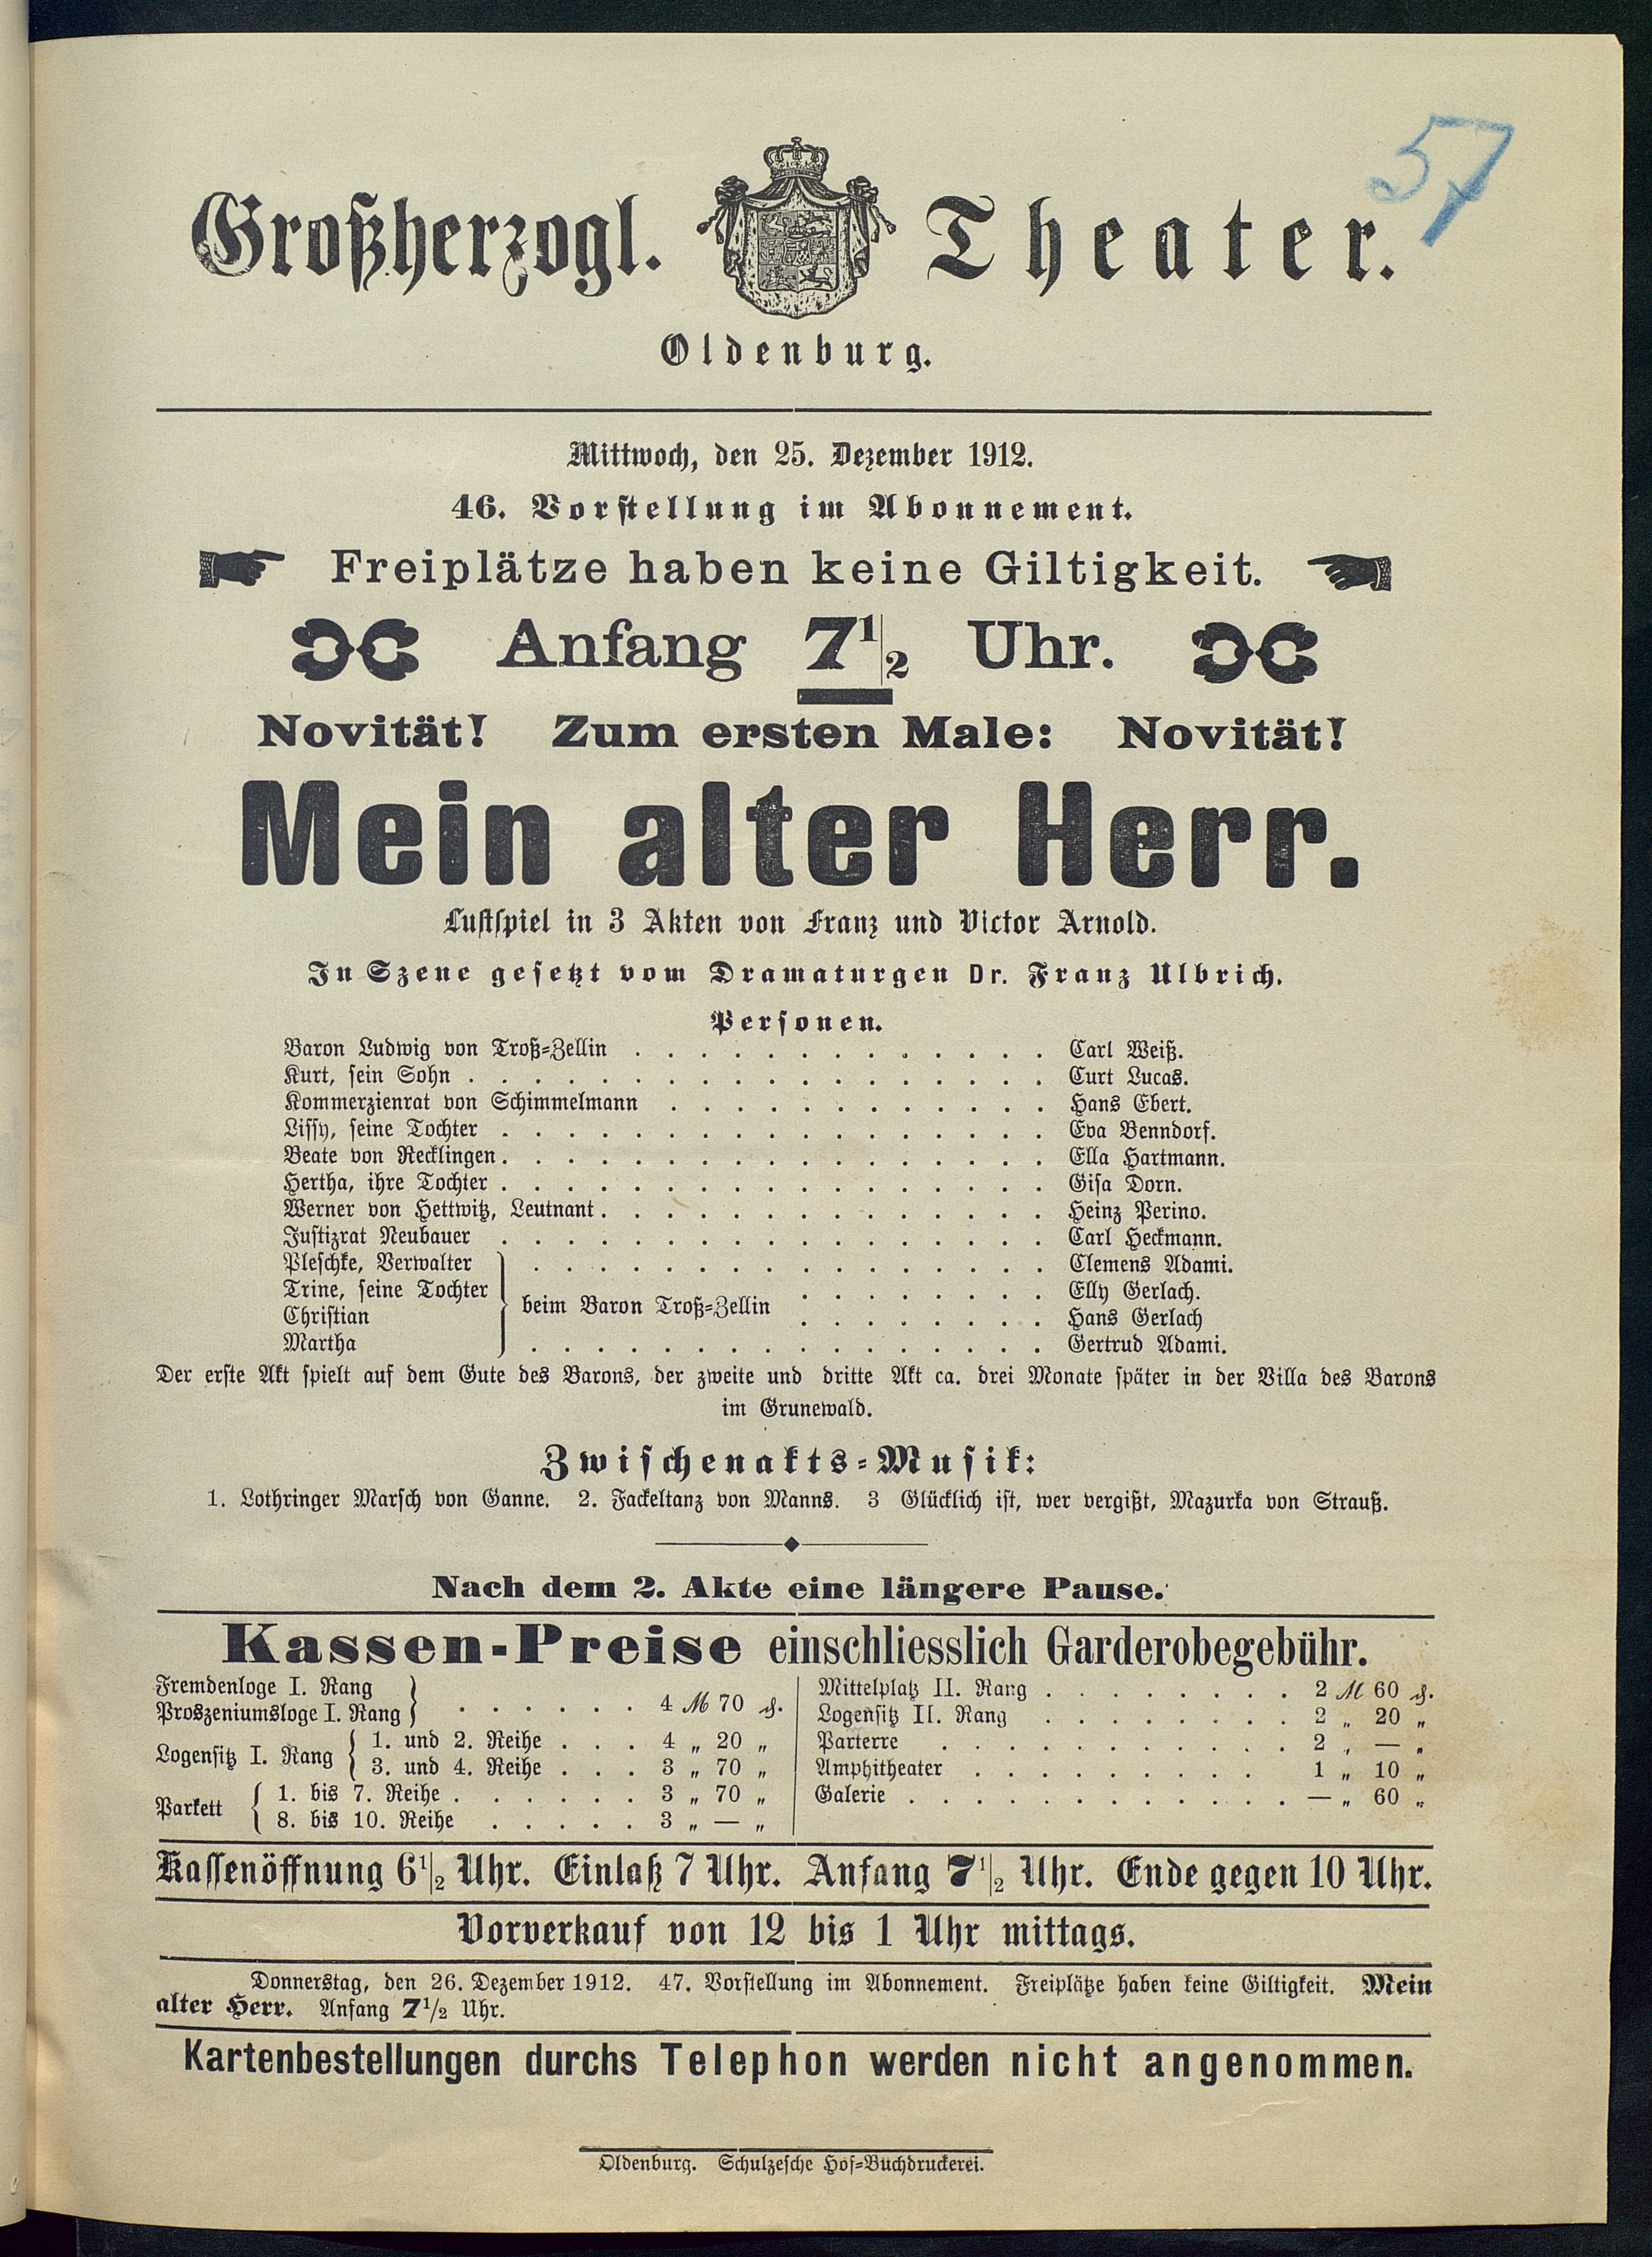 57
Großherzogl. Theater.
Oldenburg.
Mittwoch, den 25. Dezember 1912.
46. Vorstellung im Abonnement.
Freiplätze haben keine Giltigkeit.
Anfang 7 1/2 Uhr.
Novität! Zum ersten Male: Novität!
Mein alter Herr.
Lustspiel in 3 Akten von Franz und Victor Arnold.
In Szene gesetzt vom Dramaturgen Dr. Franz Ulbrich.
Personen.
Baron Ludwig von Troß-Zellin . . . . . . . . . . . . . Carl Weiß.
Kurt, sein Sohn . . . . . . . . . . . . . . . . . . Curt Lucas.
Kommerzienrat von Schimmelmann . . . . . . . . . . . . Hans Ebert.
Lissy, seine Tochter . . . . . . . . . . . . . . . . . Eva Benndorf.
Beate von Recklingen . . . . . . . . . . . . . . . . . Ella Hartmann.
Hertha, ihre Tochter . . . . . . . . . . . . . . . . . Gisa Dorn.
Werner von Hettwitz, Leutnant . . . . . . . . . . . . . . Heinz Perino.
Justizrat Neubauer . . . . . . . . . . . . . . . . . Carl Heckmann.
Pleschke, Verwalter . . . . . . . . . . . . . . . . Clemens Adami.
Trine, seine Tochter . . . . . . . . Elly Gerlach.
beim Baron Troß-Zellin
Christian . . . . . . . . Hans Gerlach
Martha . . . . . . . . . . . . . . . . Gertrud Adami.
Der erste Akt spielt auf dem Gute des Barons, der zweite und dritte Akt ca. drei Monate später in der Villa des Barons
im Grunewald.
Zwischenakts-Musik:
1. Lothringer Marsch von Ganne. 2. Fackeltanz von Manns. 3 Glücklich ist, wer vergißt, Mazurka von Strauß.
Nach dem 2. Akte eine längere Pause.
Kassen-Preise einschliesslich Garderobegebühr.
Fremdenloge I. Rang
Proszeniumsloge I. Rang . . . . . . 4 ℳ 70 ₰.
Logensitz I. Rang { 1. und 2. Reihe . . . 4 „ 20 „
3. und 4. Reihe . . . 3 „ 70 „
Parkett { 1. bis 7. Reihe . . . . . . 3 „ 70 „
8. bis 10. Reihe . . . . . 3 „ — „
Mittelplatz II. Rang . . . . . . . . 2 ℳ 60 ₰.
Logensitz II. Rang . . . . . . . . 2 „ 20 „
Parterre . . . . . . . . . . . 2 „ — „
Amphitheater . . . . . . . . . 1 „ 10 „
Galerie . . . . . . . . . . . . — „ 60 „
Kassenöffnung 6 1/2 Uhr. Einlaß 7 Uhr. Anfang 7 1/2 Uhr. Ende gegen 10 Uhr.
Vorverkauf von 12 bis 1 Uhr mittags.
Donnerstag, den 26. Dezember 1912. 47. Vorstellung im Abonnement. Freiplätze haben keine Giltigkeit. Mein
alter Herr. Anfang 7 1/2 Uhr.
Kartenbestellungen durchs Telephon werden nicht angenommen.
Oldenburg. Schulzesche Hof-Buchdruckerei.